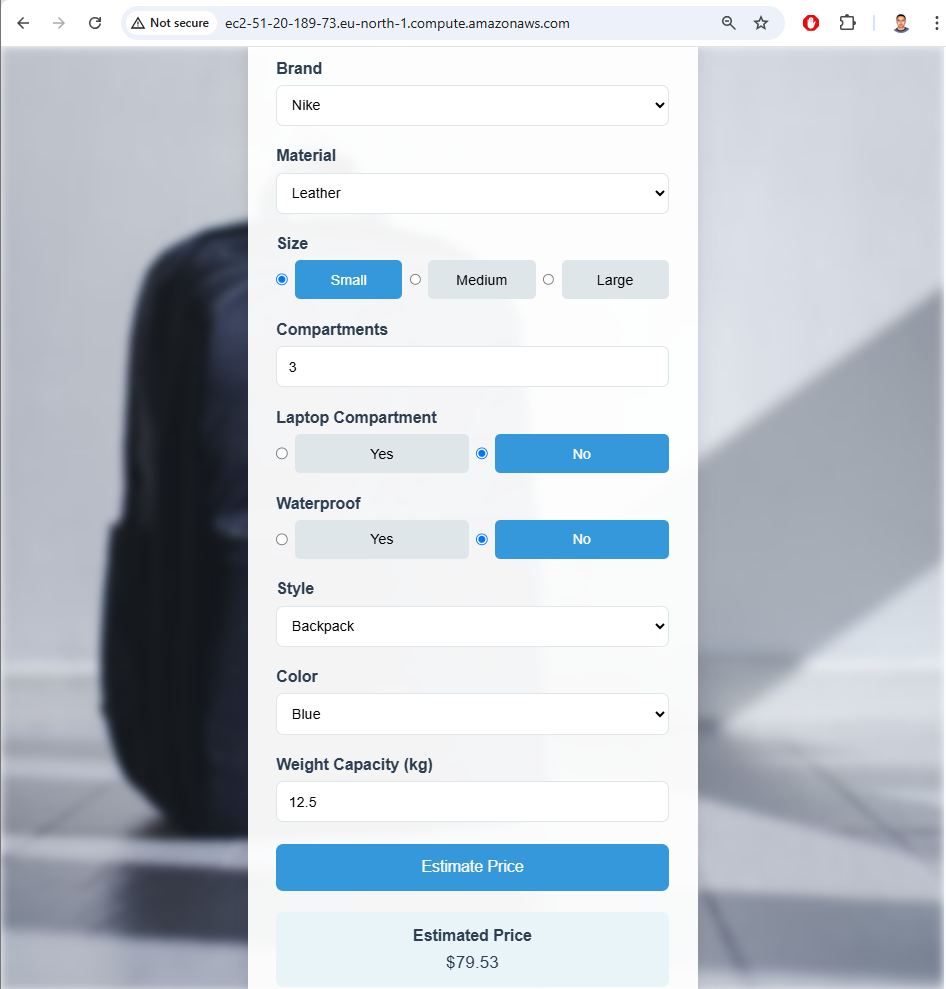 Not secure ec2-51-20-189-73.eu-north-1.compute.amazonaws.com
Brand
Nike
Material
Leather
Size
Small Medium Large
Compartments
3
Laptop Compartment
Yes No
Waterproof
Yes No
Style
Backpack
Color
Blue
Weight Capacity (kg)
12.5
Estimate Price
Estimated Price
$79.53